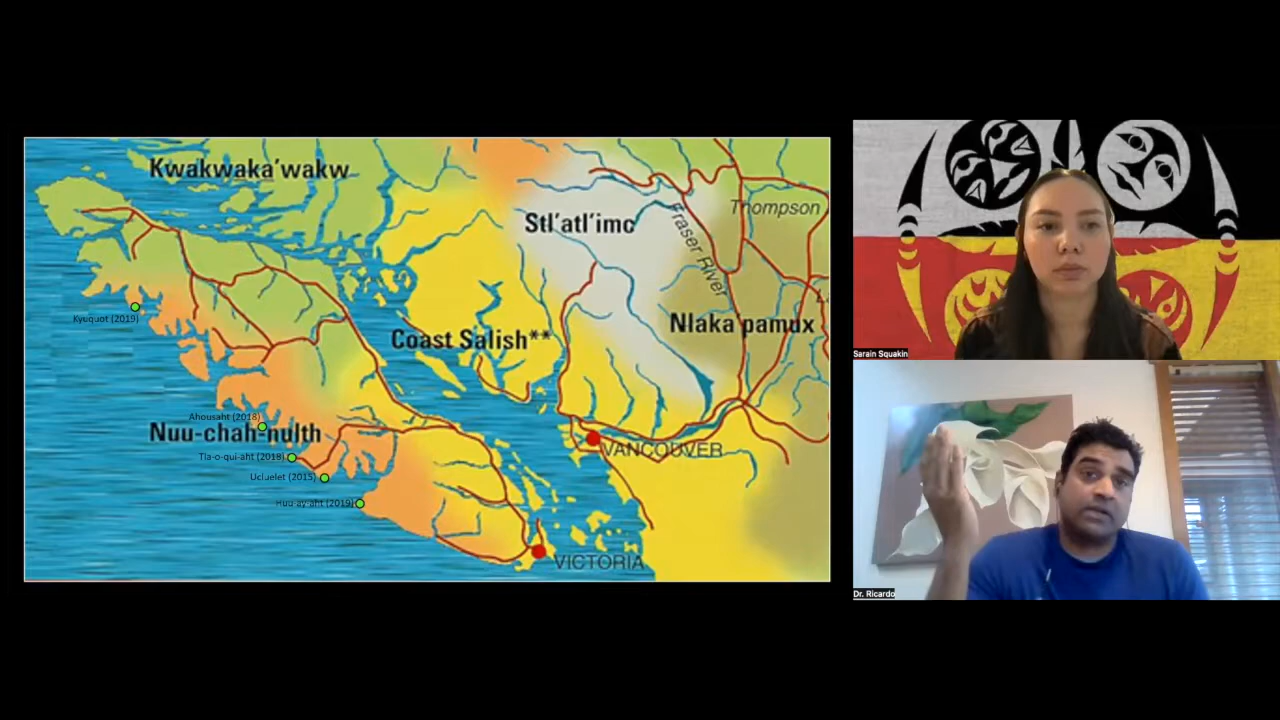 Kwakwaka'wakw
Stl'atl'imc
Thompson
Fraser River
Kyuquot (2019)
Nlaka'pamux
Coast Salish**
Ahousaht (2018)
Nuu-chah-nulth
VANCOUVER
Tla-o-qui-aht (2018)
Ucluelet (2015)
Huu-ay-aht (2019)
VICTORIA
Sarain Squakin
Dr. Ricardo